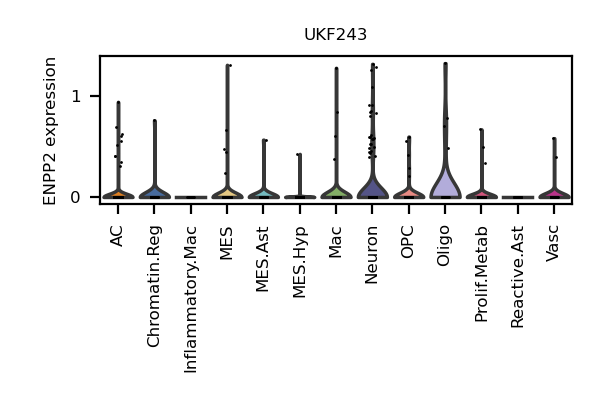 UKF243
ENPP2 expression
1
0
AC
Chromatin.Reg
Inflammatory.Mac
MES
MES.Ast
MES.Hyp
Mac
Neuron
OPC
Oligo
Prolif.Metab
Reactive.Ast
Vasc